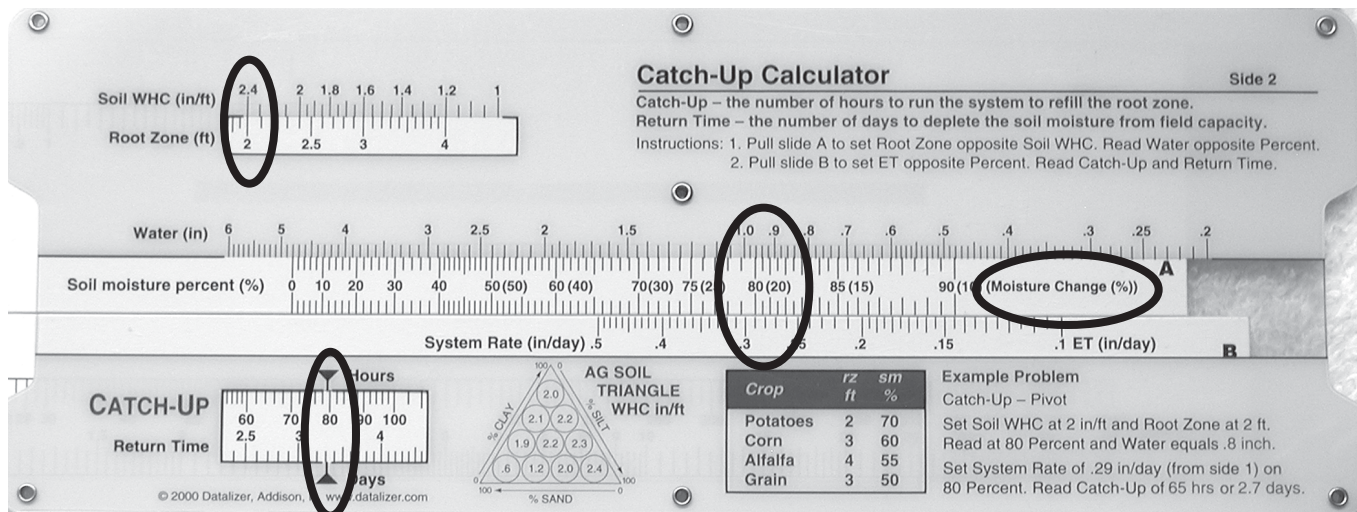 Catch-Up Calculator Side 2
Catch-Up – the number of hours to run the system to refill the root zone.
Return Time – the number of days to deplete the soil moisture from field capacity.
Instructions: 1. Pull slide A to set Root Zone opposite Soil WHC. Read Water opposite Percent.
2. Pull slide B to set ET opposite Percent. Read Catch-Up and Return Time.
2.4 2 1.8 1.6 1.4 1.2 1
Soil WHC (in/ft)
Root Zone (ft)
2 2.5 3 4
Water (in) 6 5 4 3 2.5 2 1.5 1.0 .9 .8 .7 .6 .5 .4 .3 .25 .2
A
Soil moisture percent (%) 0 10 20 30 40 50(50) 60(40) 70(30) 75 80(20) 85(15) 90 (Moisture Change (%))
System Rate (in/day) .5 .4 .3 .2 .15 .1 ET (in/day)
B
Hours
CATCH-UP 60 70 80 90 100
Return Time 2.5 3 4
Days
© 2000 Datalizer, Addison, www.datalizer.com
AG SOIL
TRIANGLE
WHC in/ft
100 0
% CLAY
% SILT
2.0
2.1 2.2
1.9 2.2 2.3
.6 1.2 2.0 2.4
0 100
100 0
% SAND
Crop rz ft sm %
Potatoes 2 70
Corn 3 60
Alfalfa 4 55
Grain 3 50
Example Problem
Catch-Up – Pivot
Set Soil WHC at 2 in/ft and Root Zone at 2 ft.
Read at 80 Percent and Water equals .8 inch.
Set System Rate of .29 in/day (from side 1) on
80 Percent. Read Catch-Up of 65 hrs or 2.7 days.